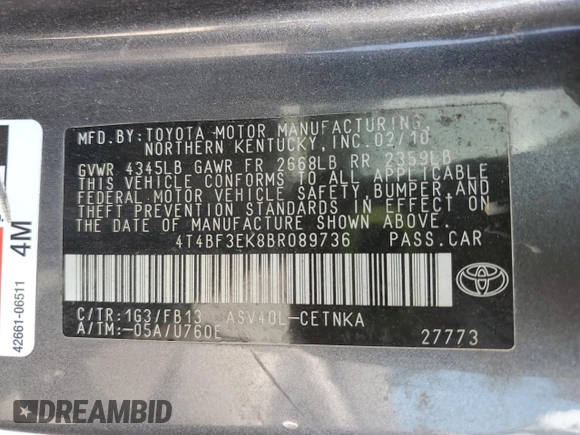 MFD.BY:TOYOTA MOTOR MANUFACTURING,
NORTHERN KENTUCKY, INC. 02/10
GVWR 4345LB GAWR FR 2668LB RR 2359LB
THIS VEHICLE CONFORMS TO ALL APPLICABLE
FEDERAL MOTOR VEHICLE SAFETY, BUMPER, AND
THEFT PREVENTION STANDARDS IN EFFECT ON
THE DATE OF MANUFACTURE SHOWN ABOVE.
4T4BF3EK8BR089736 PASS.CAR
C/TR:1G3/FB13 ASV40L-CETNKA
A/TM:-05A/U760E 27773
4M
42661-06511
DREAMBID